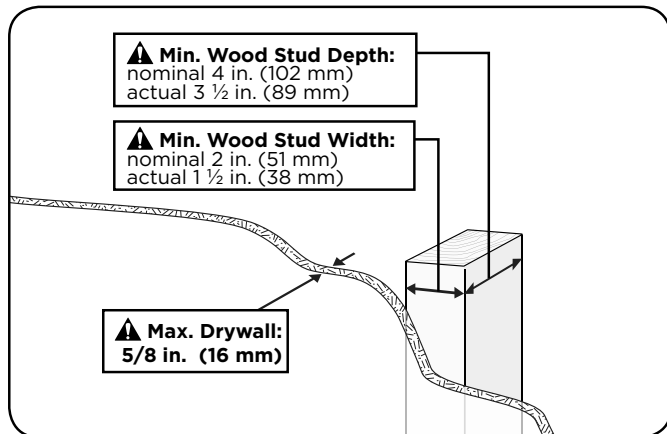 Min. Wood Stud Depth:
nominal 4 in. (102 mm)
actual 3 ½ in. (89 mm)
Min. Wood Stud Width:
nominal 2 in. (51 mm)
actual 1 ½ in. (38 mm)
Max. Drywall:
5/8 in. (16 mm)